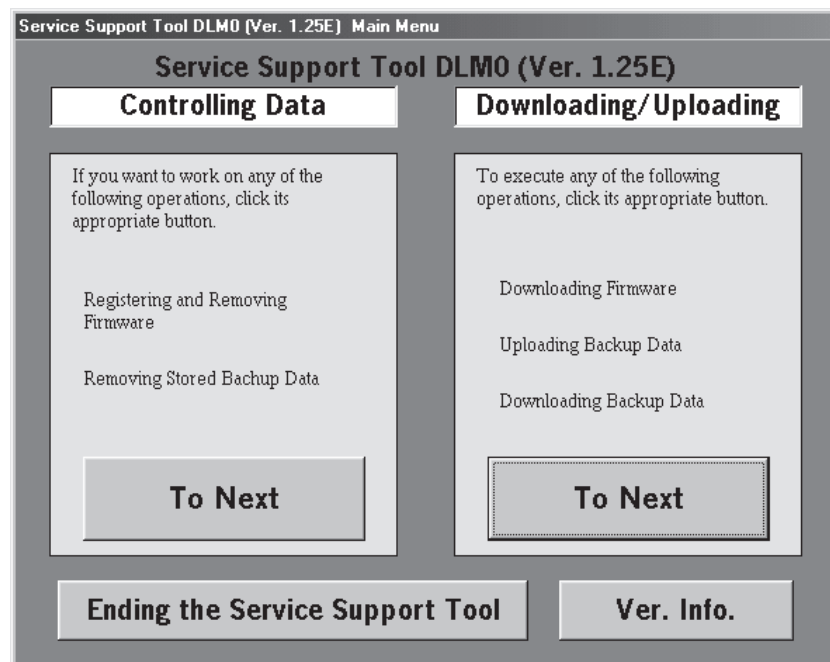 Service Support Tool DLM0 (Ver. 1.25E) Main Menu
Service Support Tool DLM0 (Ver. 1.25E)
Controlling Data
If you want to work on any of the
following operations, click its
appropriate button.
Registering and Removing
Firmware
Removing Stored Bachup Data
To Next
Downloading/Uploading
To execute any of the following
operations, click its appropriate button.
Downloading Firmware
Uploading Backup Data
Downloading Backup Data
To Next
Ending the Service Support Tool
Ver. Info.